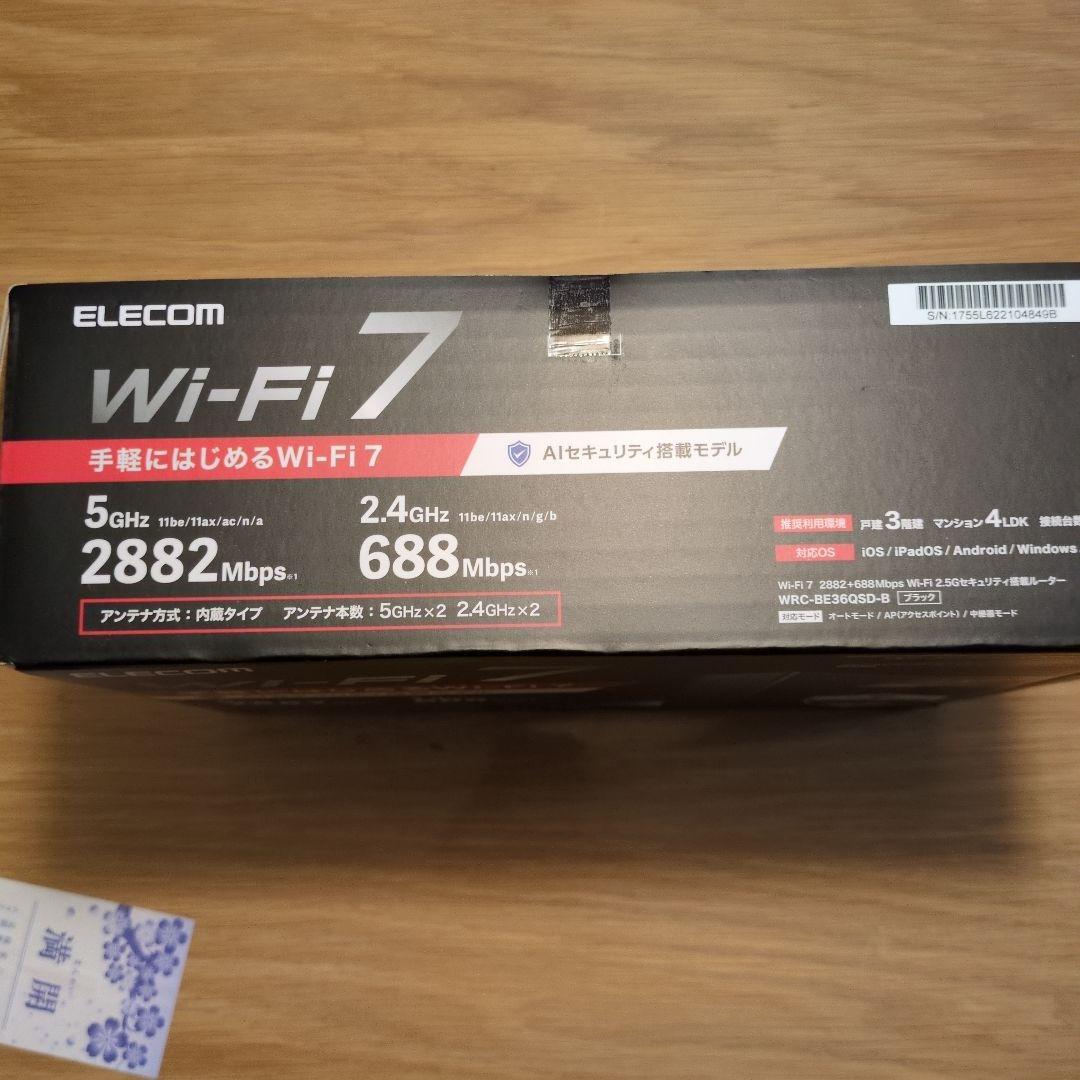 ELECOM
S/N:1755L622104849B
Wi-Fi 7
手軽にはじめるWi-Fi 7
AIセキュリティ搭載モデル
5GHz 11be/11ax/ac/n/a
2882Mbps※1
2.4GHz 11be/11ax/n/g/b
688Mbps※1
アンテナ方式:内蔵タイプ アンテナ本数:5GHz×2 2.4GHz×2
推奨利用環境 戸建3階建 マンション4LDK 接続台数
対応OS iOS / iPadOS / Android / Windows
Wi-Fi 7 2882+688Mbps Wi-Fi 2.5Gセキュリティ搭載ルーター
WRC-BE36QSD-B ブラック
対応モード オートモード / AP(アクセスポイント) / 中継器モード
ELECOM
Wi-Fi 7
満開